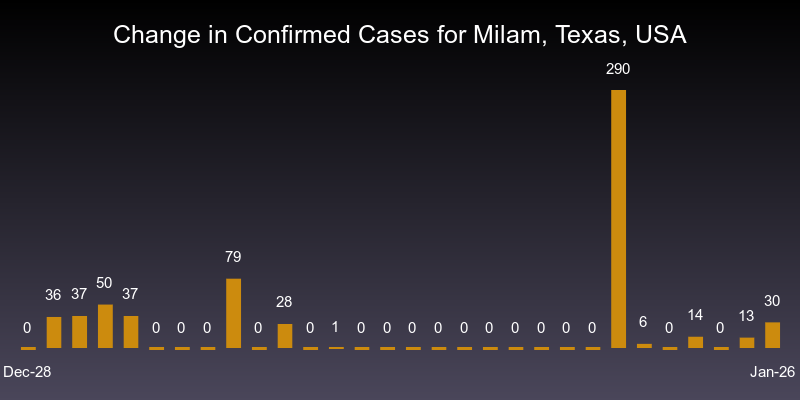 Change in Confirmed Cases for Milam, Texas, USA
290
79
50
36 37 37
28 30
0 0 0 0 0 0 1 0 0 0 0 0 0 0 0 0 0 6 0 14 0 13
Dec-28 Jan-26